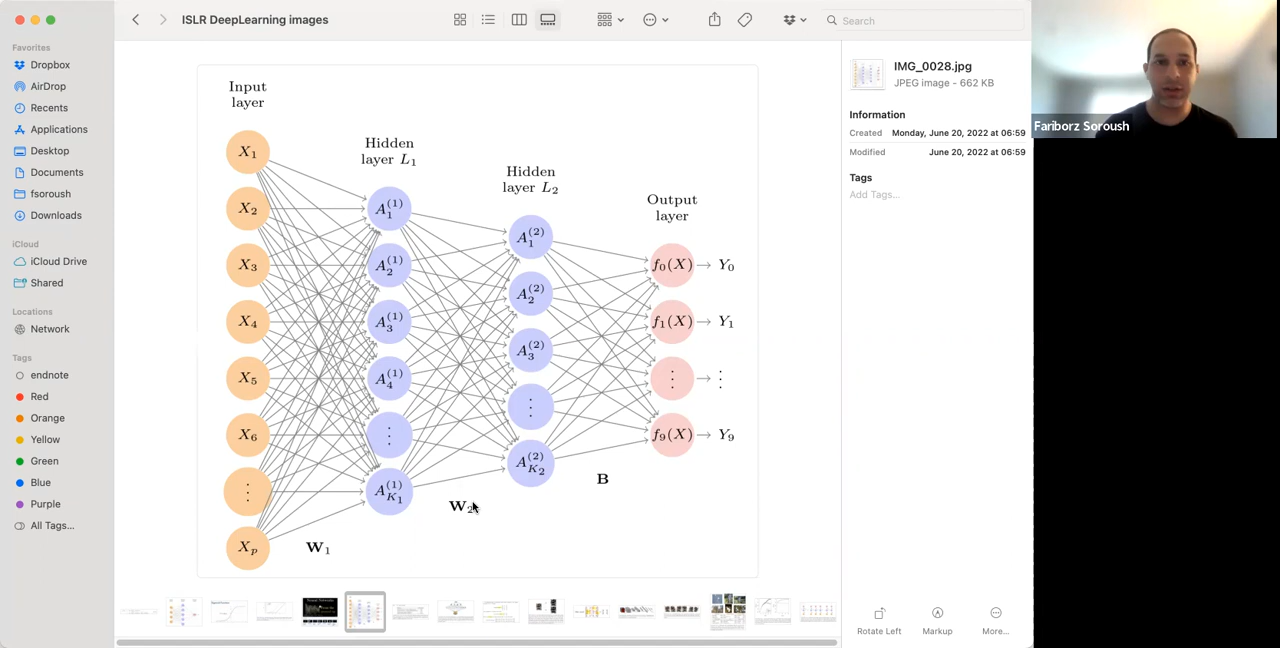 ISLR DeepLearning images
Search
Favorites
Dropbox
AirDrop
Recents
Applications
Desktop
Documents
fsoroush
Downloads
iCloud
iCloud Drive
Shared
Locations
Network
Tags
endnote
Red
Orange
Yellow
Green
Blue
Purple
All Tags...
Input
layer
X₁
X₂
X₃
X₄
X₅
X₆
⋮
Xₚ
W₁
Hidden
layer L₁
A₁⁽¹⁾
A₂⁽¹⁾
A₃⁽¹⁾
A₄⁽¹⁾
⋮
A_{K₁}⁽¹⁾
W₂
Hidden
layer L₂
A₁⁽²⁾
A₂⁽²⁾
A₃⁽²⁾
⋮
A_{K₂}⁽²⁾
B
Output
layer
f₀(X) → Y₀
f₁(X) → Y₁
⋮ → ⋮
f₉(X) → Y₉
IMG_0028.jpg
JPEG image - 662 KB
Information
Created Monday, June 20, 2022 at 06:59
Modified June 20, 2022 at 06:59
Tags
Add Tags...
Rotate Left
Markup
More...
Fariborz Soroush